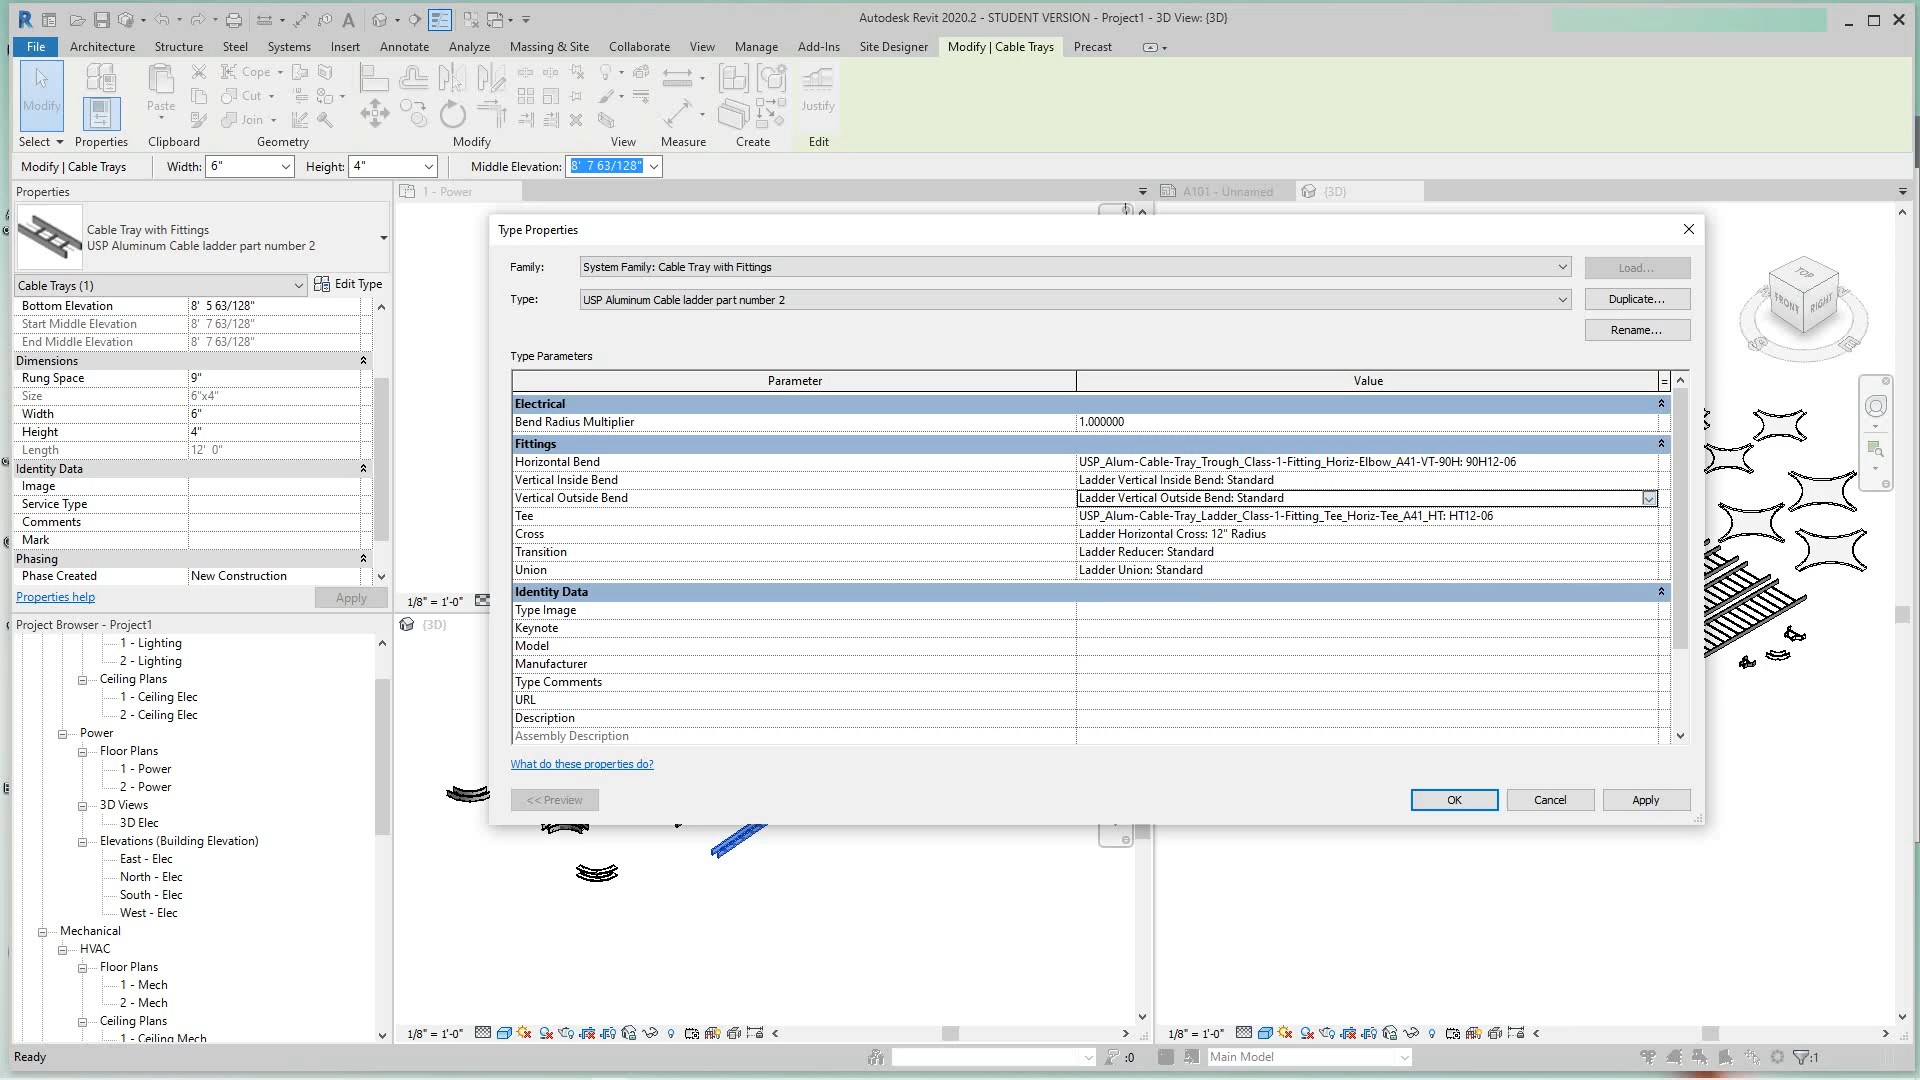 Autodesk Revit 2020.2 - STUDENT VERSION - Project1 - 3D View: {3D}
File Architecture Structure Steel Systems Insert Annotate Analyze Massing & Site Collaborate View Manage Add-Ins Site Designer Modify | Cable Trays Precast
Modify Paste Cope Cut Join Justify
Select Properties Clipboard Geometry Modify View Measure Create Edit
Modify | Cable Trays Width: 6" Height: 4" Middle Elevation: 8' 7 63/128"
Properties
1 - Power
A101 - Unnamed
{3D}
Cable Tray with Fittings
USP Aluminum Cable ladder part number 2
Cable Trays (1) Edit Type
Bottom Elevation 8' 5 63/128"
Start Middle Elevation 8' 7 63/128"
End Middle Elevation 8' 7 63/128"
Dimensions
Rung Space 9"
Size 6"x4"
Width 6"
Height 4"
Length 12' 0"
Identity Data
Image
Service Type
Comments
Mark
Phasing
Phase Created New Construction
Properties help Apply
Project Browser - Project1
1 - Lighting
2 - Lighting
Ceiling Plans
1 - Ceiling Elec
2 - Ceiling Elec
Power
Floor Plans
1 - Power
2 - Power
3D Views
3D Elec
Elevations (Building Elevation)
East - Elec
North - Elec
South - Elec
West - Elec
Mechanical
HVAC
Floor Plans
1 - Mech
2 - Mech
Ceiling Plans
1 - Ceiling Mech
1/8" = 1'-0"
{3D}
Type Properties
Family: System Family: Cable Tray with Fittings Load...
Type: USP Aluminum Cable ladder part number 2 Duplicate...
Rename...
Type Parameters
Parameter Value =
Electrical
Bend Radius Multiplier 1.000000
Fittings
Horizontal Bend USP_Alum-Cable-Tray_Trough_Class-1-Fitting_Horiz-Elbow_A41-VT-90H: 90H12-06
Vertical Inside Bend Ladder Vertical Inside Bend: Standard
Vertical Outside Bend Ladder Vertical Outside Bend: Standard
Tee USP_Alum-Cable-Tray_Ladder_Class-1-Fitting_Tee_Horiz-Tee_A41_HT: HT12-06
Cross Ladder Horizontal Cross: 12" Radius
Transition Ladder Reducer: Standard
Union Ladder Union: Standard
Identity Data
Type Image
Keynote
Model
Manufacturer
Type Comments
URL
Description
Assembly Description
What do these properties do?
<< Preview OK Cancel Apply
TOP
FRONT
RIGHT
1/8" = 1'-0"
1/8" = 1'-0"
Ready :0 Main Model :1